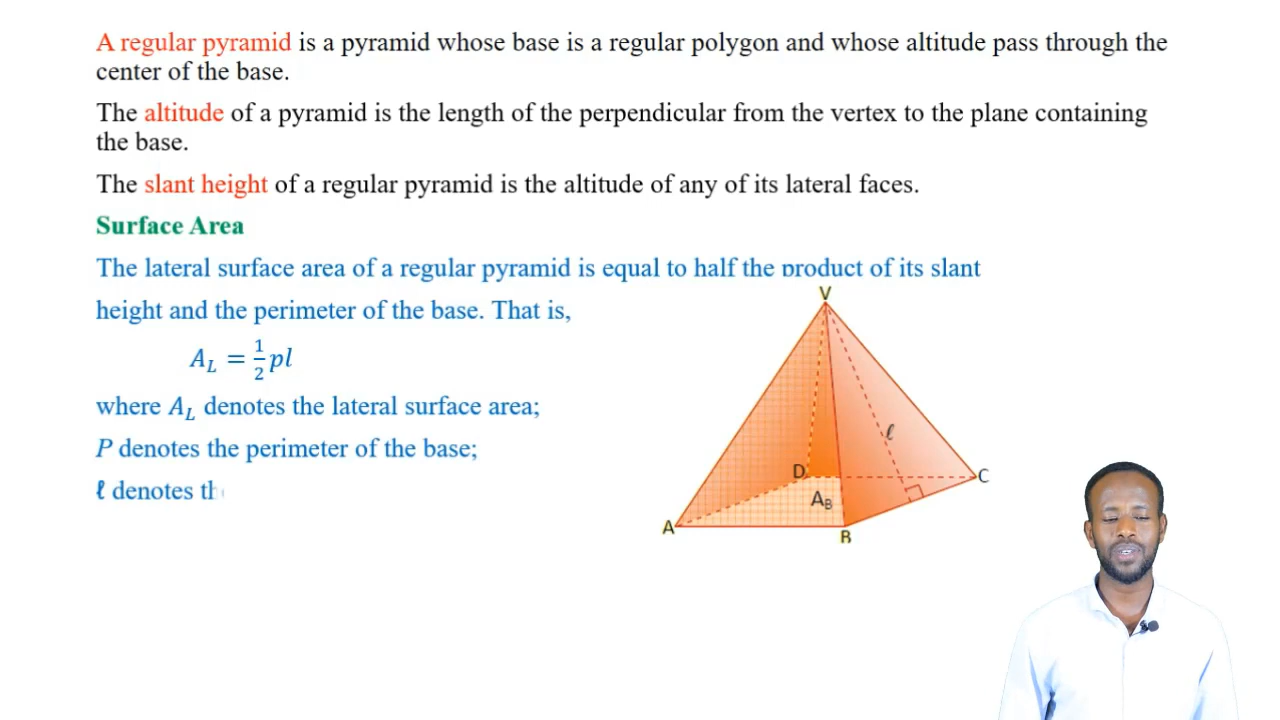 A regular pyramid is a pyramid whose base is a regular polygon and whose altitude pass through the
center of the base.
The altitude of a pyramid is the length of the perpendicular from the vertex to the plane containing
the base.
The slant height of a regular pyramid is the altitude of any of its lateral faces.
Surface Area
The lateral surface area of a regular pyramid is equal to half the product of its slant
height and the perimeter of the base. That is,
A_L = 1/2 pl
where A_L denotes the lateral surface area;
P denotes the perimeter of the base;
ℓ denotes th
V
ℓ
D
C
A_B
A
B